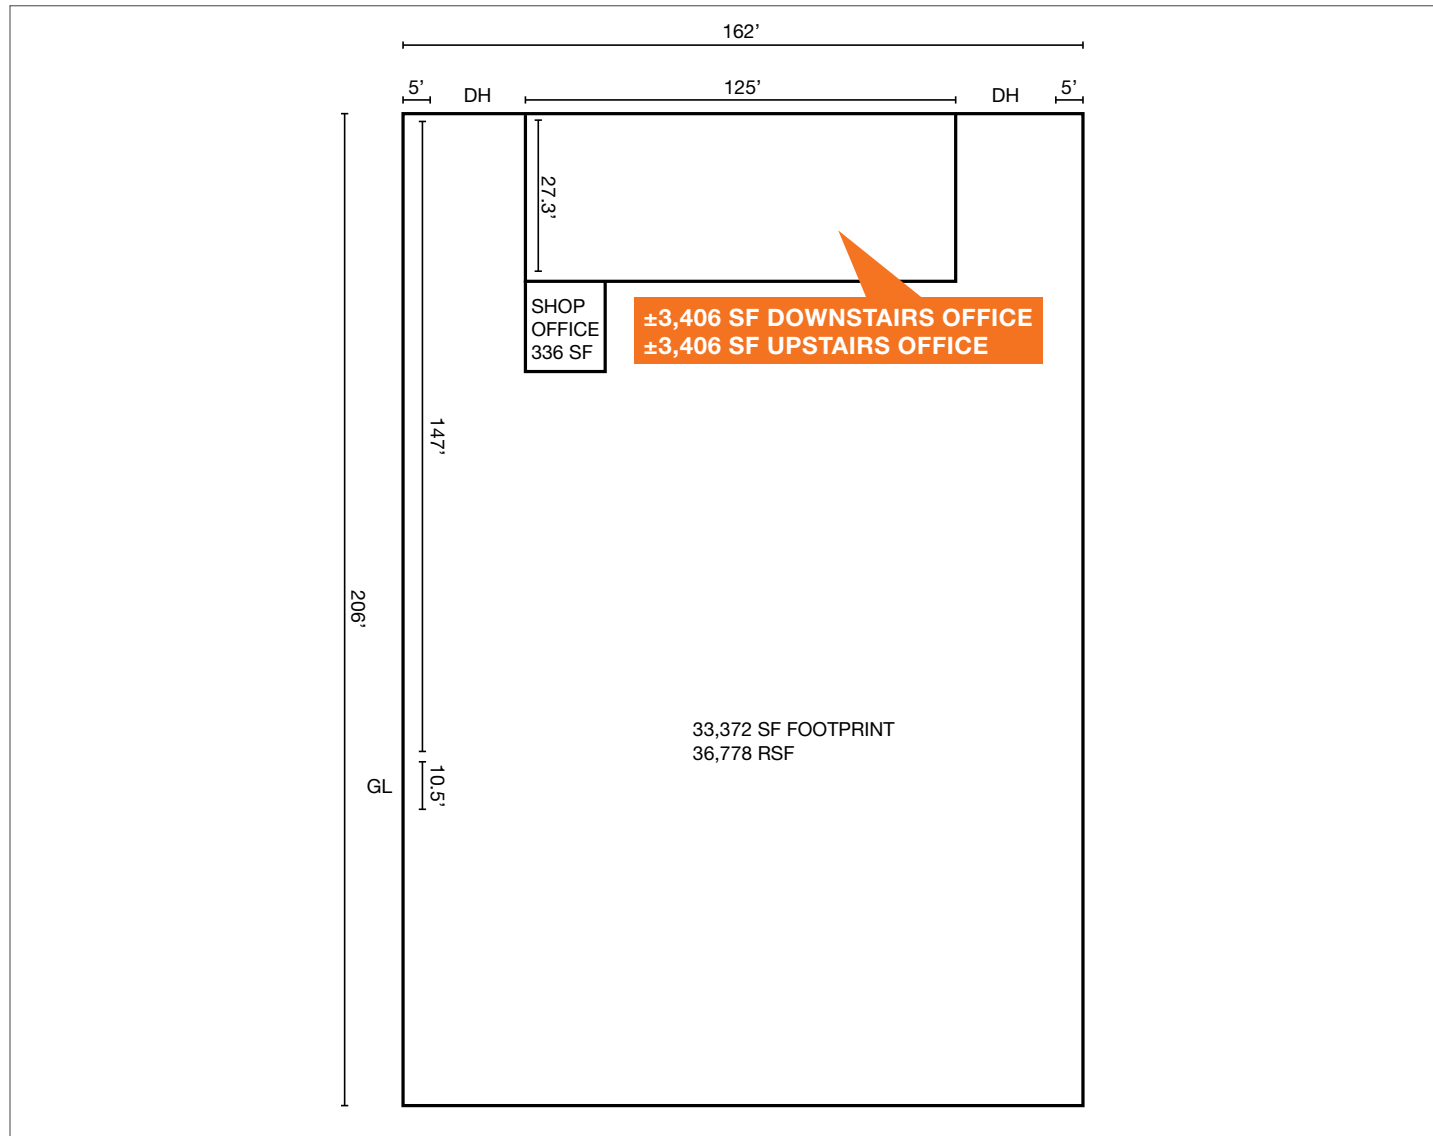 162’
5’
DH
125’
DH
5’
27.3’
SHOP
OFFICE
336 SF
±3,406 SF DOWNSTAIRS OFFICE
±3,406 SF UPSTAIRS OFFICE
147’
206’
33,372 SF FOOTPRINT
36,778 RSF
GL
10.5’